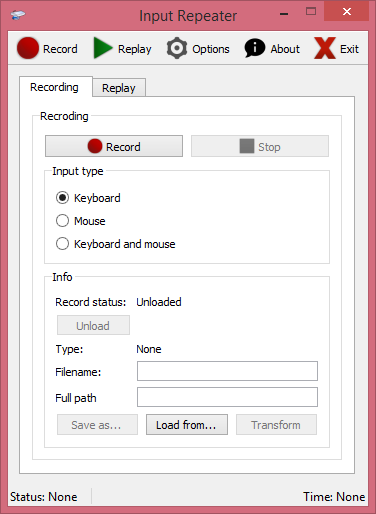 Input Repeater
Record Replay Options About Exit
Recording Replay
Recroding
Record Stop
Input type
Keyboard
Mouse
Keyboard and mouse
Info
Record status: Unloaded
Unload
Type: None
Filename:
Full path
Save as... Load from... Transform
Status: None Time: None